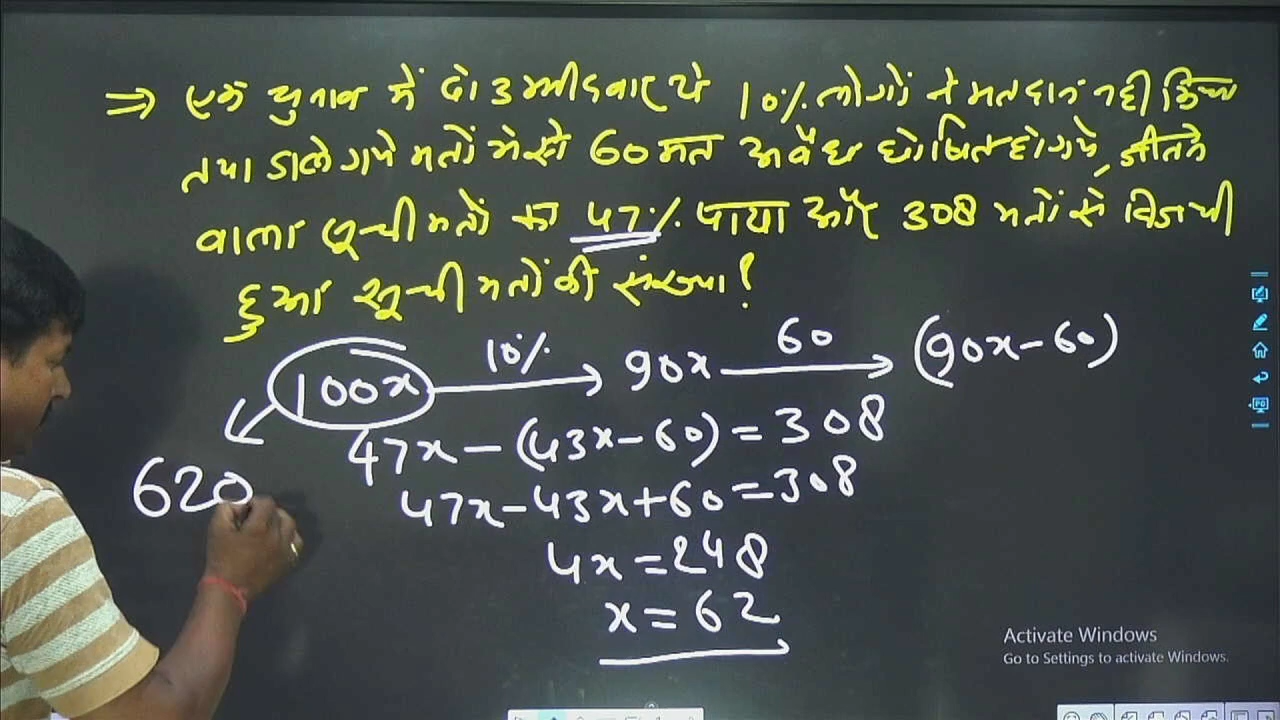 ⇒ एक चुनाव में दो उम्मीदवार थे 10% लोगों ने मतदान नही किया
तथा डाले गये मतों में से 60 मत अवैध घोषित हो गये, जीतने
वाला सूची मतों का 47% पाया और 308 मतों से विजयी
हुआ सूची मतों की संख्या?
100x 10% 90x 60 (90x-60)
47x-(43x-60)=308
620
47x-43x+60=308
4x=248
x=62
Activate Windows
Go to Settings to activate Windows.